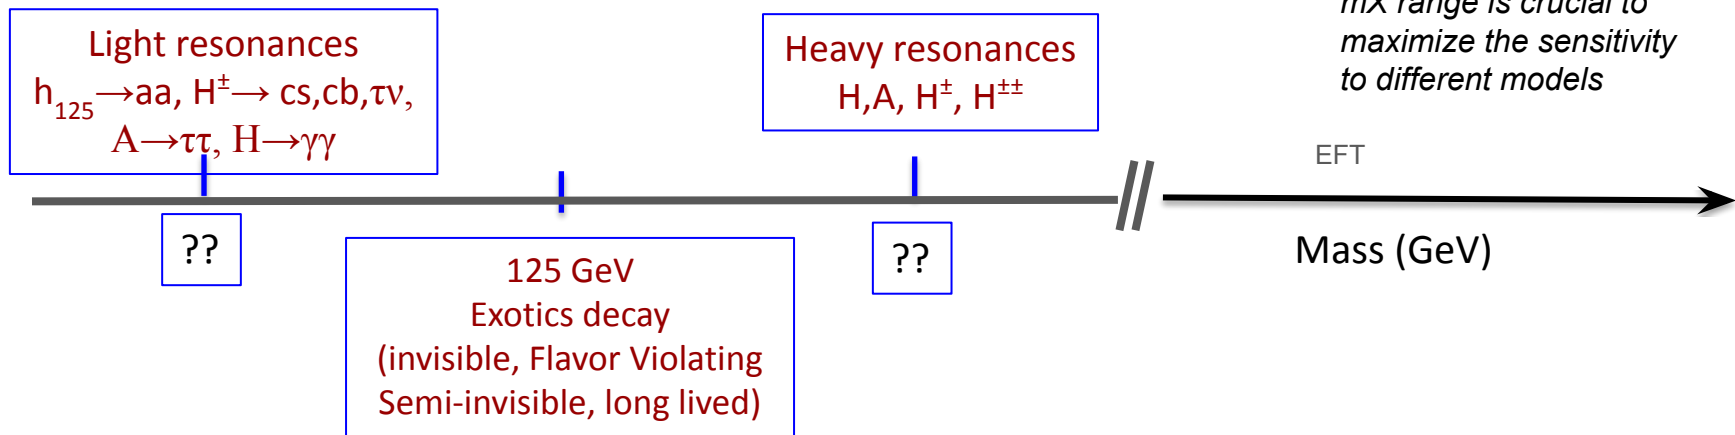 Light resonances
h₁₂₅→aa, H±→ cs,cb,τν,
A→ττ, H→γγ
??
125 GeV
Exotics decay
(invisible, Flavor Violating
Semi-invisible, long lived)
Heavy resonances
H,A, H±, H±±
??
mX range is crucial to
maximize the sensitivity
to different models
EFT
Mass (GeV)